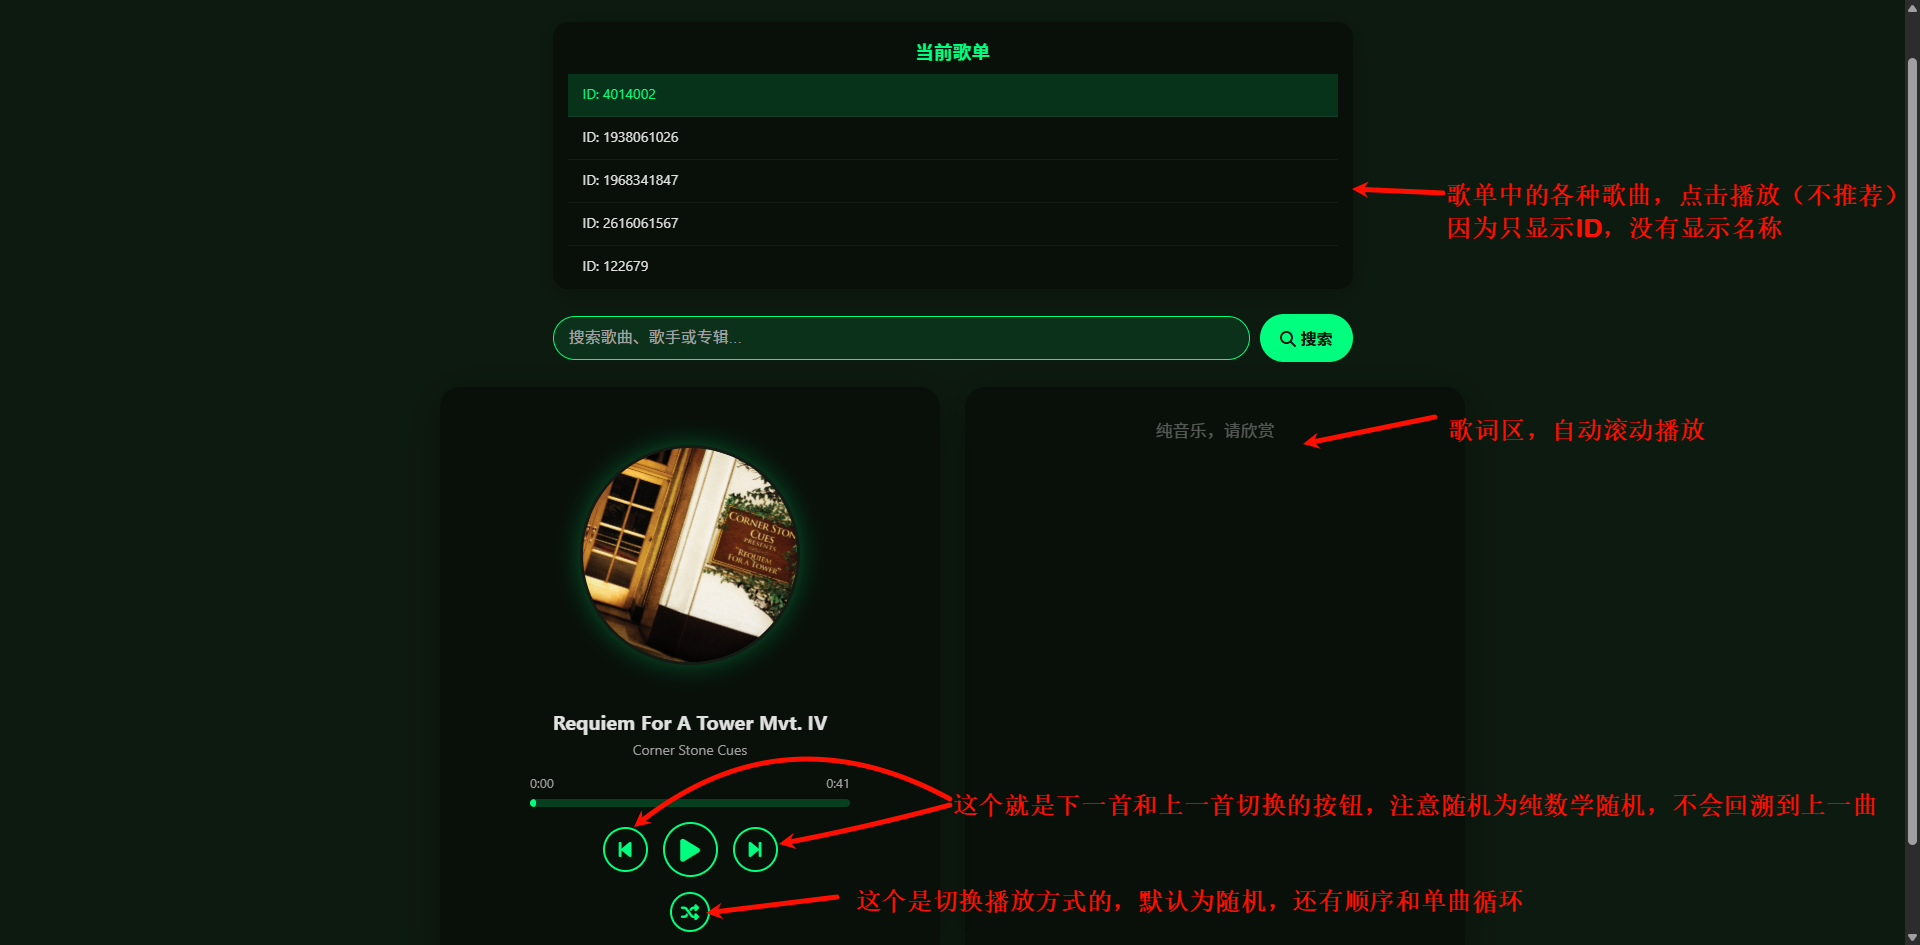 当前歌单
ID: 4014002
ID: 1938061026
ID: 1968341847
ID: 2616061567
ID: 122679
歌单中的各种歌曲，点击播放（不推荐）
因为只显示ID，没有显示名称
搜索歌曲、歌手或专辑...
搜索
纯音乐，请欣赏
歌词区，自动滚动播放
CORNER STON
CUES
PRESENTS
"REQUIEM
FOR A TOWER"
Requiem For A Tower Mvt. IV
Corner Stone Cues
0:00
0:41
这个就是下一首和上一首切换的按钮，注意随机为纯数学随机，不会回溯到上一曲
这个是切换播放方式的，默认为随机，还有顺序和单曲循环